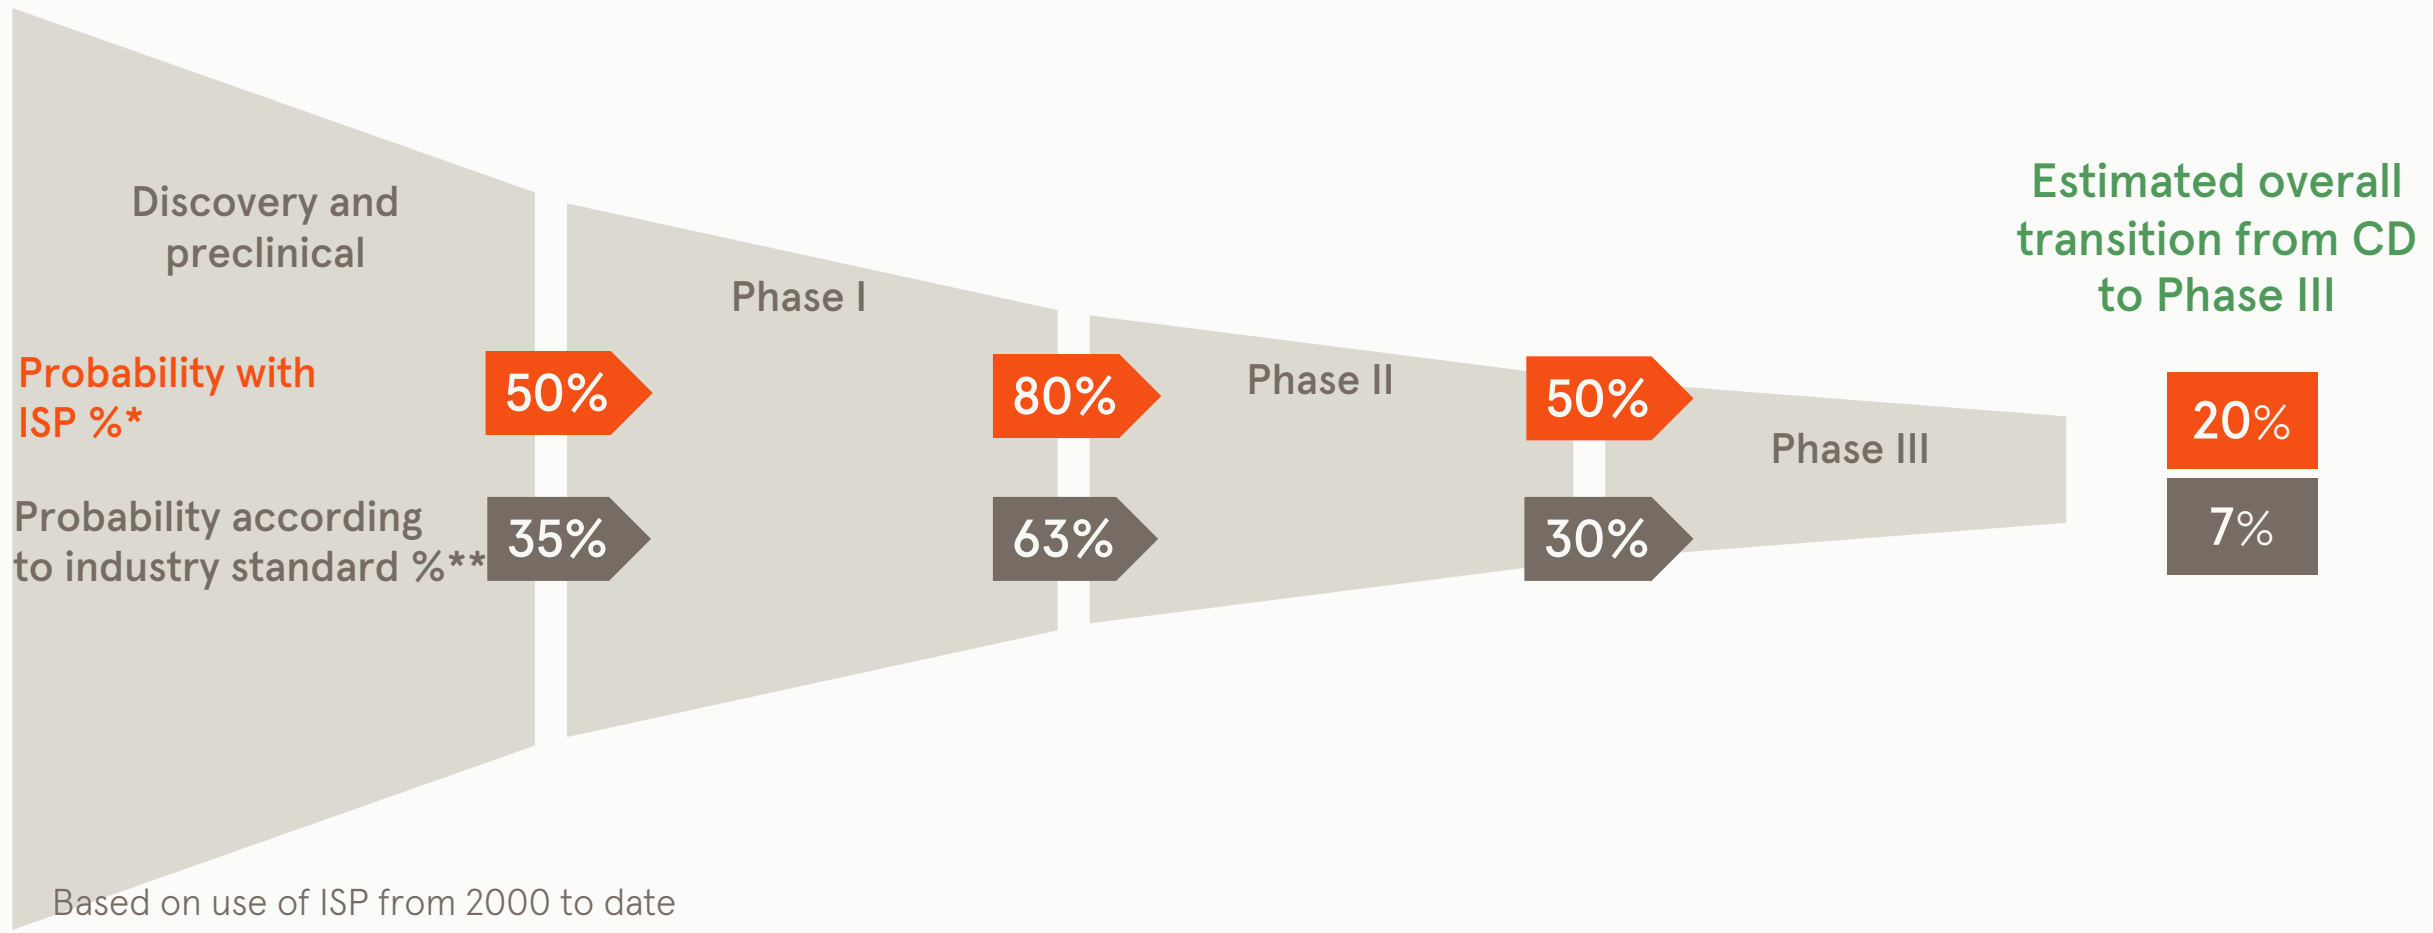 Discovery and
preclinical
Phase I
Phase II
Phase III
Estimated overall
transition from CD
to Phase III
Probability with
ISP %*
50%
80%
50%
20%
Probability according
to industry standard %**
35%
63%
30%
7%
Based on use of ISP from 2000 to date